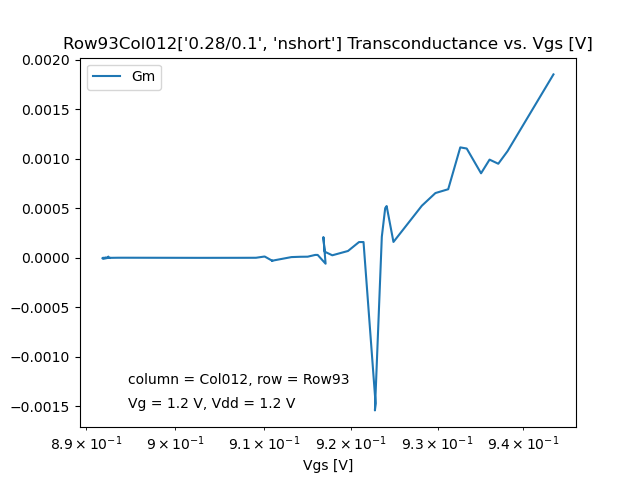 Row93Col012['0.28/0.1', 'nshort'] Transconductance vs. Vgs [V]
Gm
0.0020
0.0015
0.0010
0.0005
0.0000
−0.0005
−0.0010
−0.0015
column = Col012, row = Row93
Vg = 1.2 V, Vdd = 1.2 V
8.9 × 10⁻¹ 9 × 10⁻¹ 9.1 × 10⁻¹ 9.2 × 10⁻¹ 9.3 × 10⁻¹ 9.4 × 10⁻¹
Vgs [V]